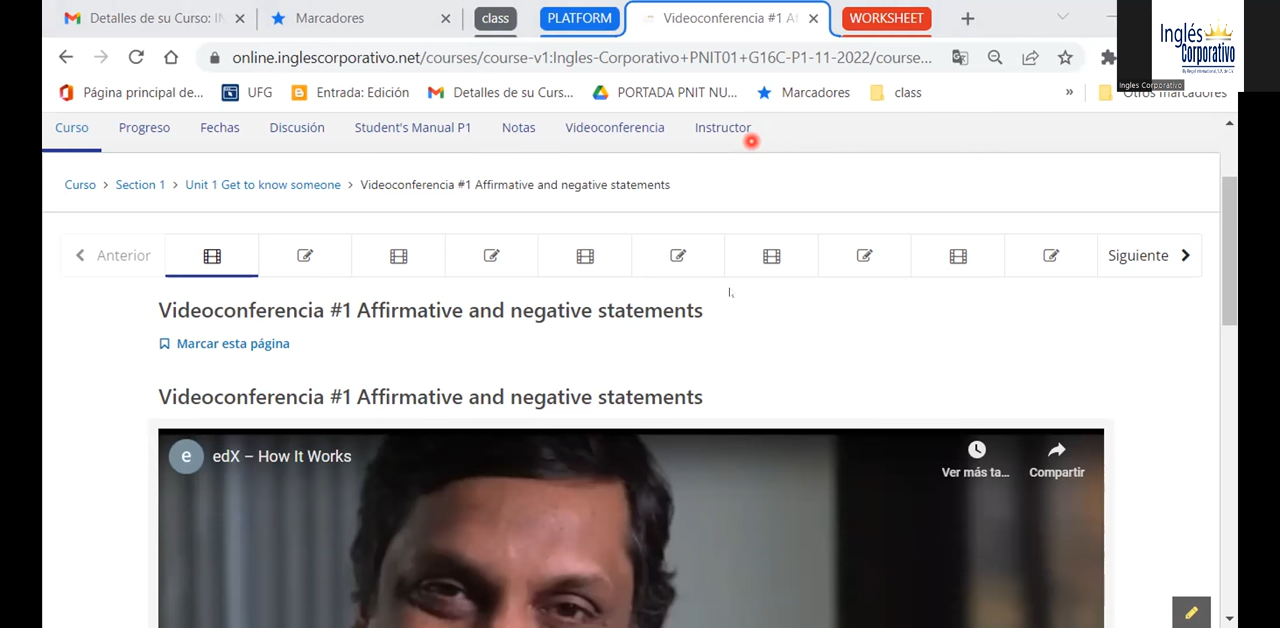 Detalles de su Curso: IN
Marcadores
class
PLATFORM
Videoconferencia #1 Af
WORKSHEET
Inglés
Corporativo
Ingles Corporativo
online.inglescorporativo.net/courses/course-v1:Ingles-Corporativo+PNIT01+G16C-P1-11-2022/course...
Página principal de...
UFG
Entrada: Edición
Detalles de su Curs...
PORTADA PNIT NU...
Marcadores
class
»
Otros marcadores
Curso
Progreso
Fechas
Discusión
Student's Manual P1
Notas
Videoconferencia
Instructor
Curso > Section 1 > Unit 1 Get to know someone > Videoconferencia #1 Affirmative and negative statements
Anterior
Siguiente
Videoconferencia #1 Affirmative and negative statements
Marcar esta página
Videoconferencia #1 Affirmative and negative statements
e
edX – How It Works
Ver más ta...
Compartir